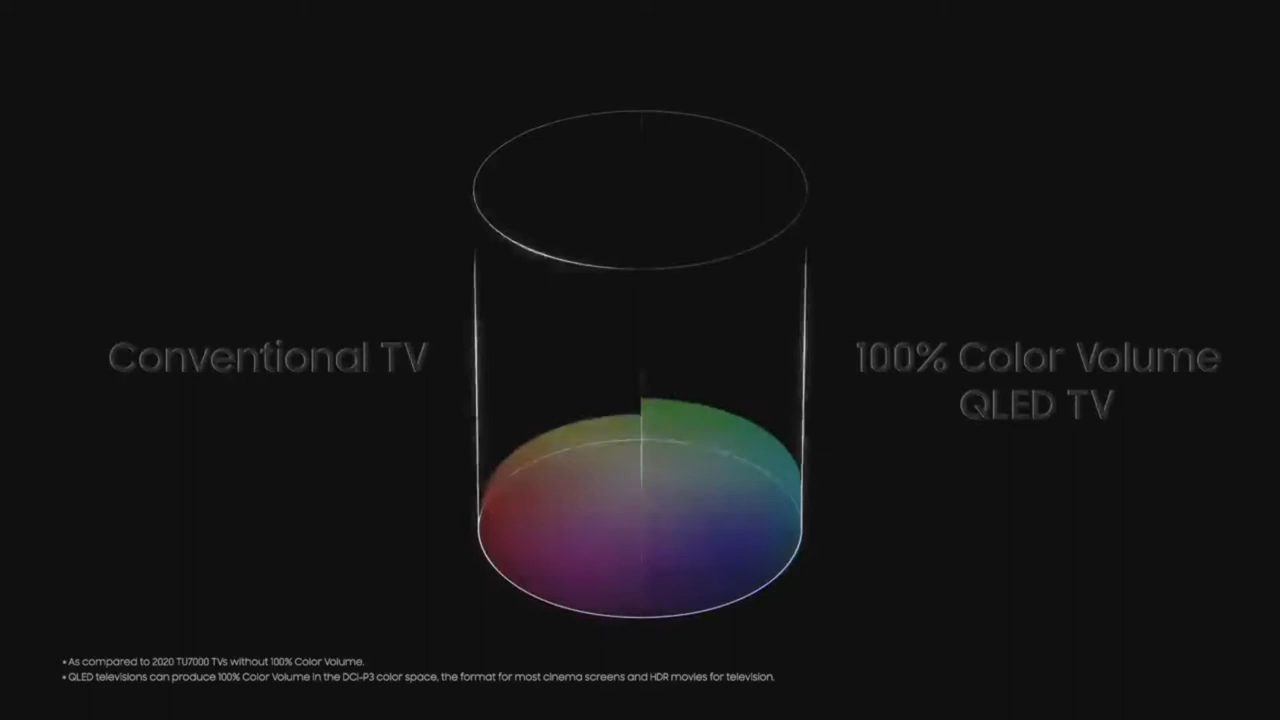 Conventional TV
100% Color Volume
QLED TV
• As compared to 2020 TU7000 TVs without 100% Color Volume.
• QLED televisions can produce 100% Color Volume in the DCI-P3 color space, the format for most cinema screens and HDR movies for television.